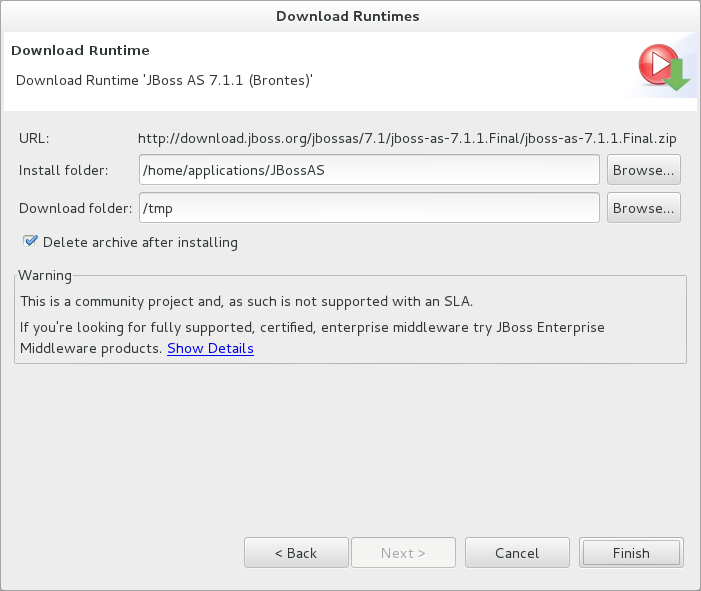 Download Runtimes
Download Runtime
Download Runtime 'JBoss AS 7.1.1 (Brontes)'
URL: http://download.jboss.org/jbossas/7.1/jboss-as-7.1.1.Final/jboss-as-7.1.1.Final.zip
Install folder: /home/applications/JBossAS Browse...
Download folder: /tmp Browse...
Delete archive after installing
Warning
This is a community project and, as such is not supported with an SLA.
If you're looking for fully supported, certified, enterprise middleware try JBoss Enterprise
Middleware products. Show Details
< Back Next > Cancel Finish